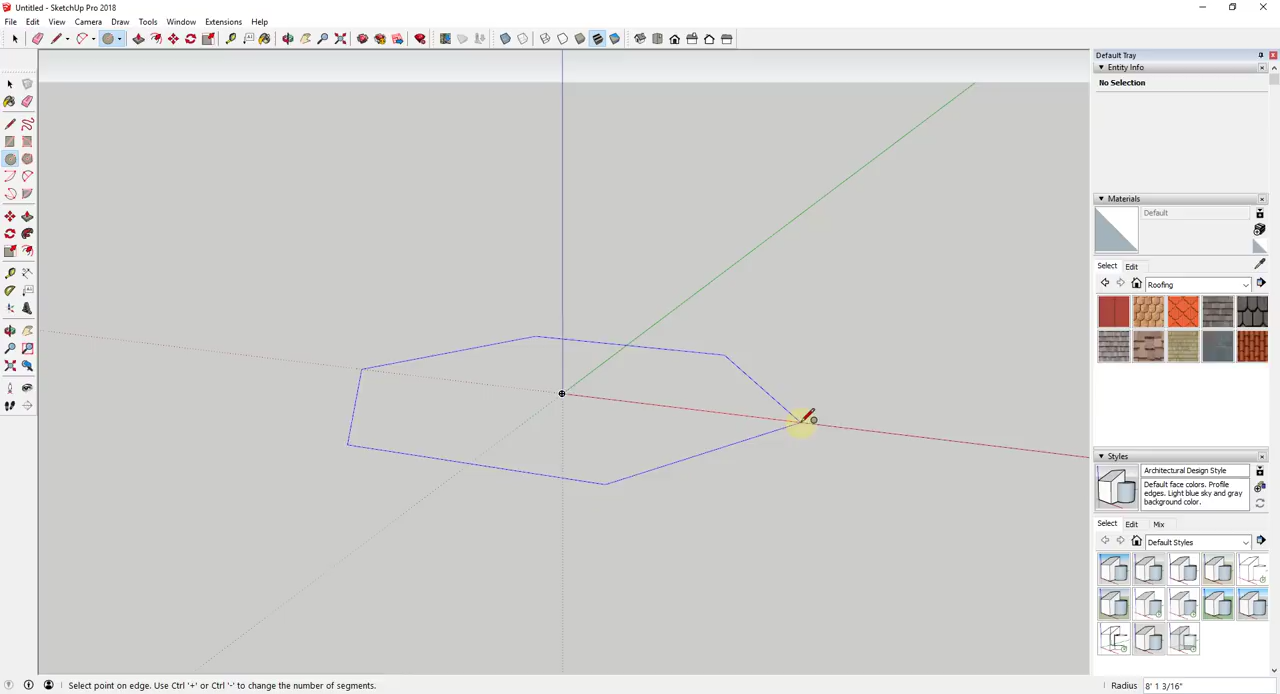 Untitled - SketchUp Pro 2018
File Edit View Camera Draw Tools Window Extensions Help
Default Tray
Entity Info
No Selection
Materials
Default
Select Edit
Roofing
Styles
Architectural Design Style
Default face colors. Profile
edges. Light blue sky and gray
background color.
Select Edit Mix
Default Styles
Select point on edge. Use Ctrl '+' or Ctrl '-' to change the number of segments.
Radius 8' 1 3/16"